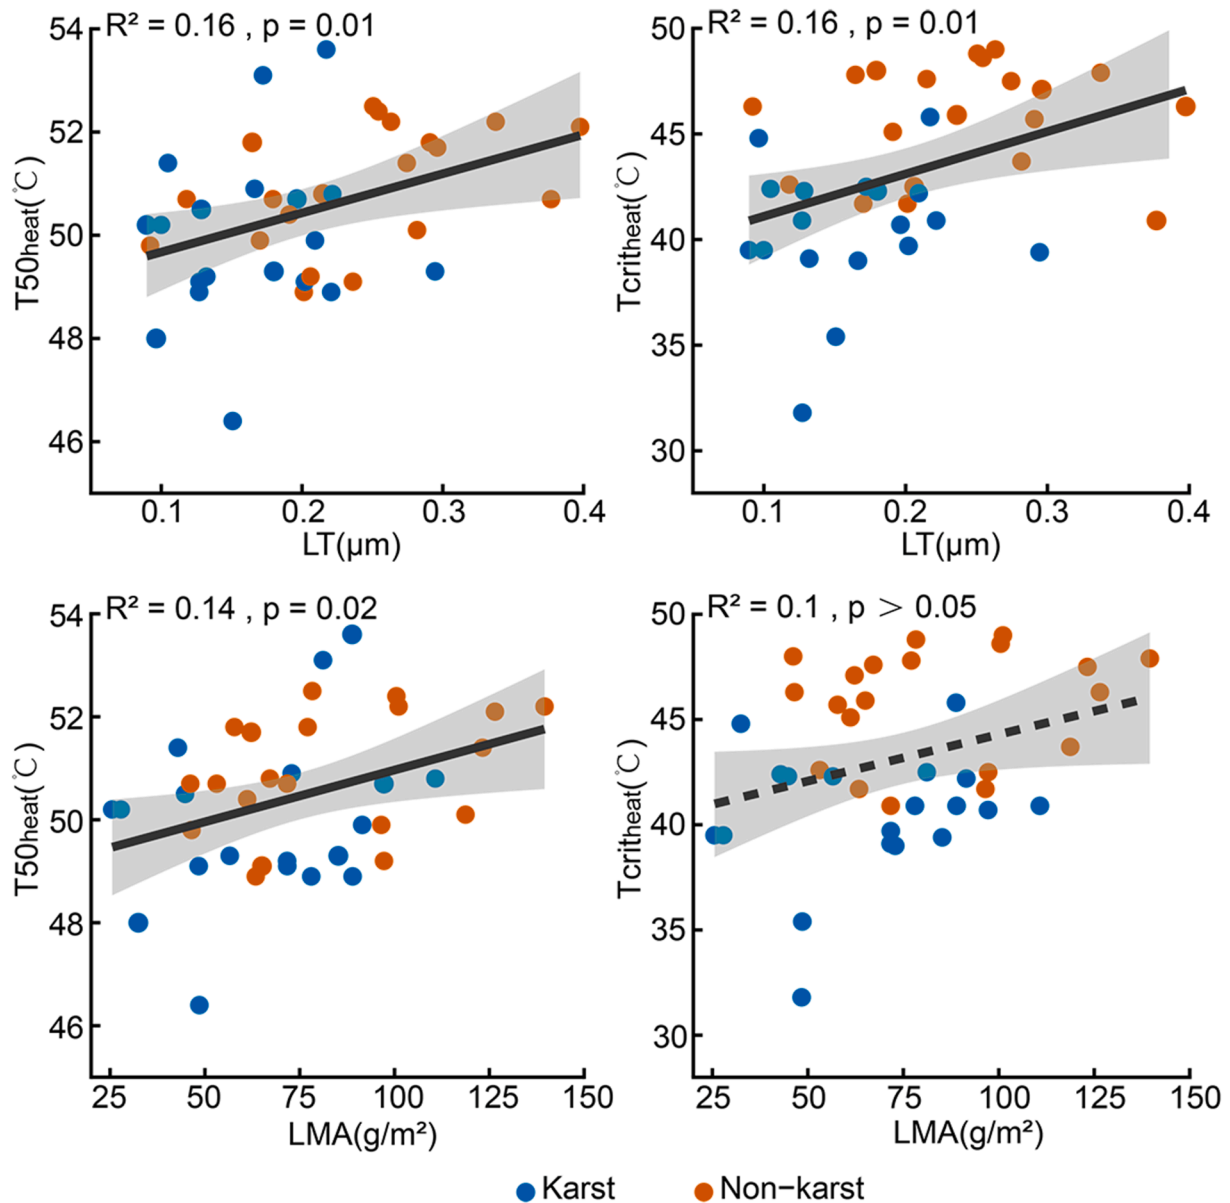 R² = 0.16 , p = 0.01
54
52
50
48
46
T50heat(℃)
0.1 0.2 0.3 0.4
LT(μm)
R² = 0.16 , p = 0.01
50
45
40
35
30
Tcritheat(℃)
0.1 0.2 0.3 0.4
LT(μm)
R² = 0.14 , p = 0.02
54
52
50
48
46
T50heat(℃)
25 50 75 100 125 150
LMA(g/m²)
R² = 0.1 , p > 0.05
50
45
40
35
30
Tcritheat(℃)
25 50 75 100 125 150
LMA(g/m²)
Karst Non−karst